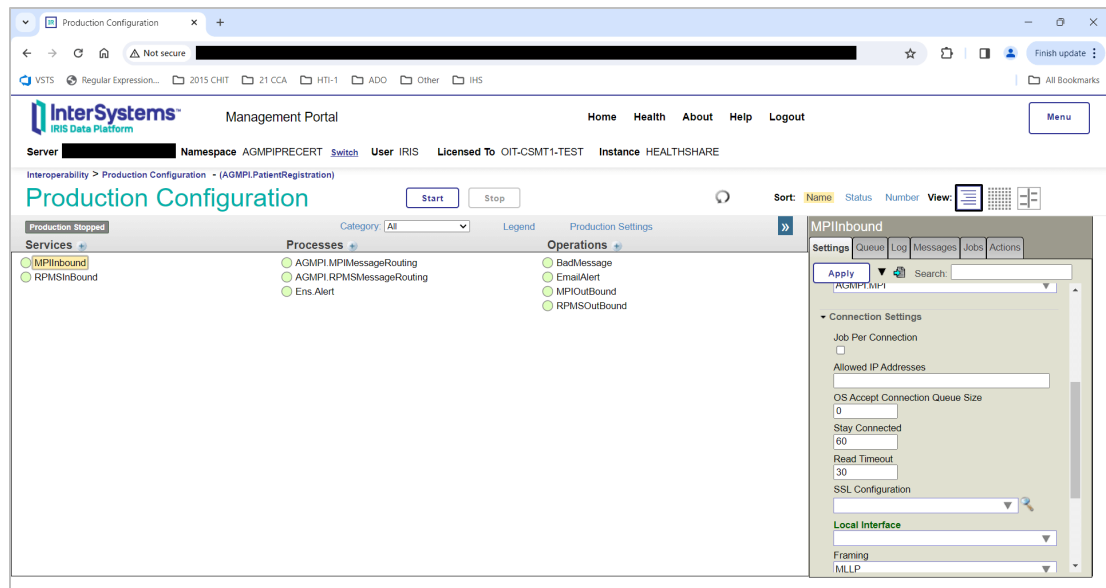 Production Configuration
Not secure
Finish update
VSTS Regular Expression... 2015 CHIT 21 CCA HTI-1 ADO Other IHS All Bookmarks
InterSystems™
IRIS Data Platform
Management Portal
Home Health About Help Logout
Menu
Server Namespace AGMPIPRECERT Switch User IRIS Licensed To OIT-CSMT1-TEST Instance HEALTHSHARE
Interoperability > Production Configuration - (AGMPI.PatientRegistration)
Production Configuration
Start Stop
Sort: Name Status Number View:
Production Stopped
Category: All
Legend Production Settings
»
Services Processes Operations
MPIInbound AGMPI.MPIMessageRouting BadMessage
RPMSInBound AGMPI.RPMSMessageRouting EmailAlert
Ens.Alert MPIOutBound
RPMSOutBound
MPIInbound
Settings Queue Log Messages Jobs Actions
Apply Search:
AGMPI.MPI
Connection Settings
Job Per Connection
Allowed IP Addresses
OS Accept Connection Queue Size
0
Stay Connected
60
Read Timeout
30
SSL Configuration
Local Interface
Framing
MLLP